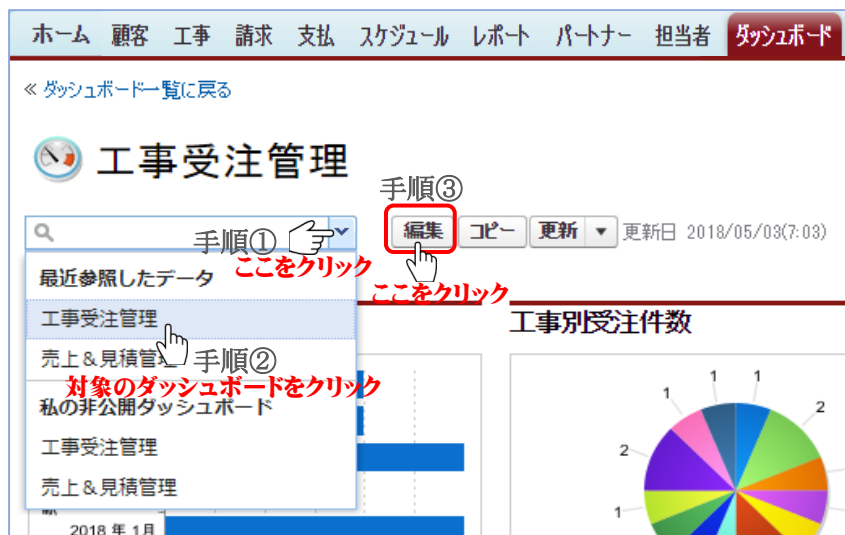 ホーム 顧客 工事 請求 支払 スケジュール レポート パートナー 担当者 ダッシュボード
≪ ダッシュボード一覧に戻る
工事受注管理
手順③
手順①
編集 コピー 更新 ▼ 更新日 2018/05/03(7:03)
ここをクリック
最近参照したデータ
ここをクリック
工事受注管理
工事別受注件数
売上&見積管
手順②
対象のダッシュボードをクリック
私の非公開ダッシュボード
工事受注管理
売上&見積管理
2018 年 1月
1
1
1
2
2
1